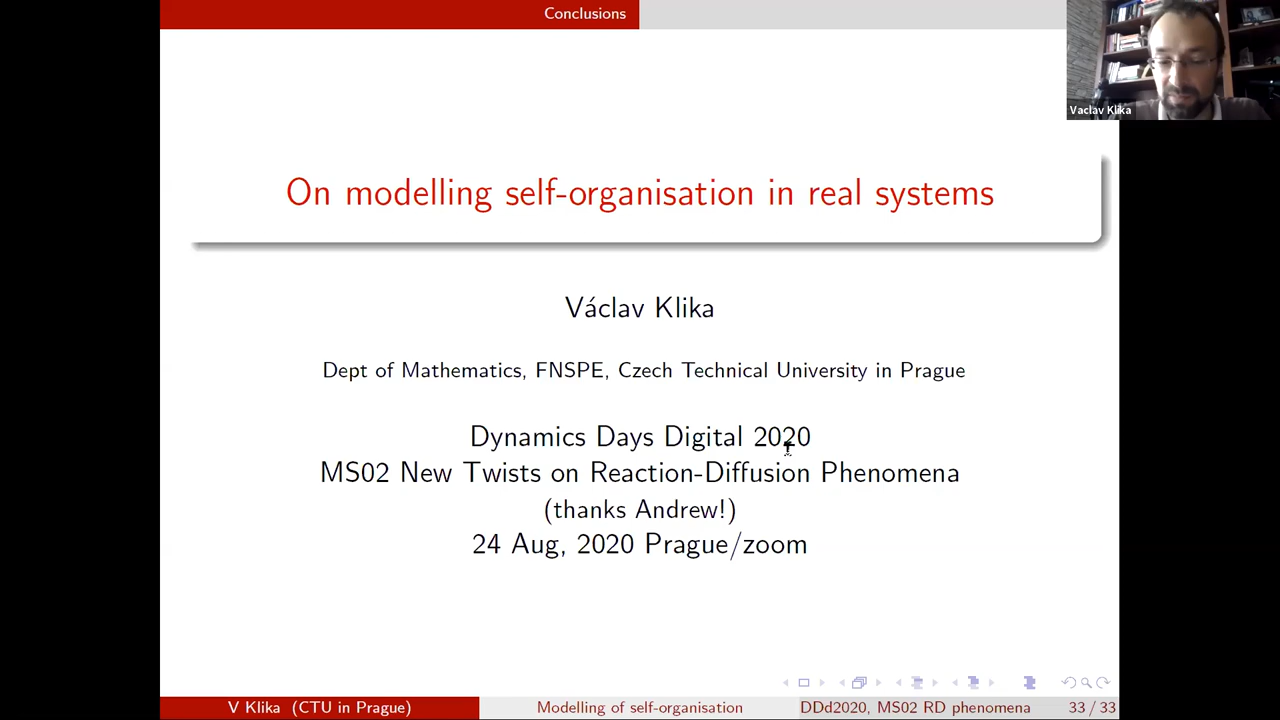 Conclusions
Vaclav Klika
On modelling self-organisation in real systems
Václav Klika
Dept of Mathematics, FNSPE, Czech Technical University in Prague
Dynamics Days Digital 2020
MS02 New Twists on Reaction-Diffusion Phenomena
(thanks Andrew!)
24 Aug, 2020 Prague/zoom
V Klika (CTU in Prague)
Modelling of self-organisation
DDd2020, MS02 RD phenomena
33 / 33